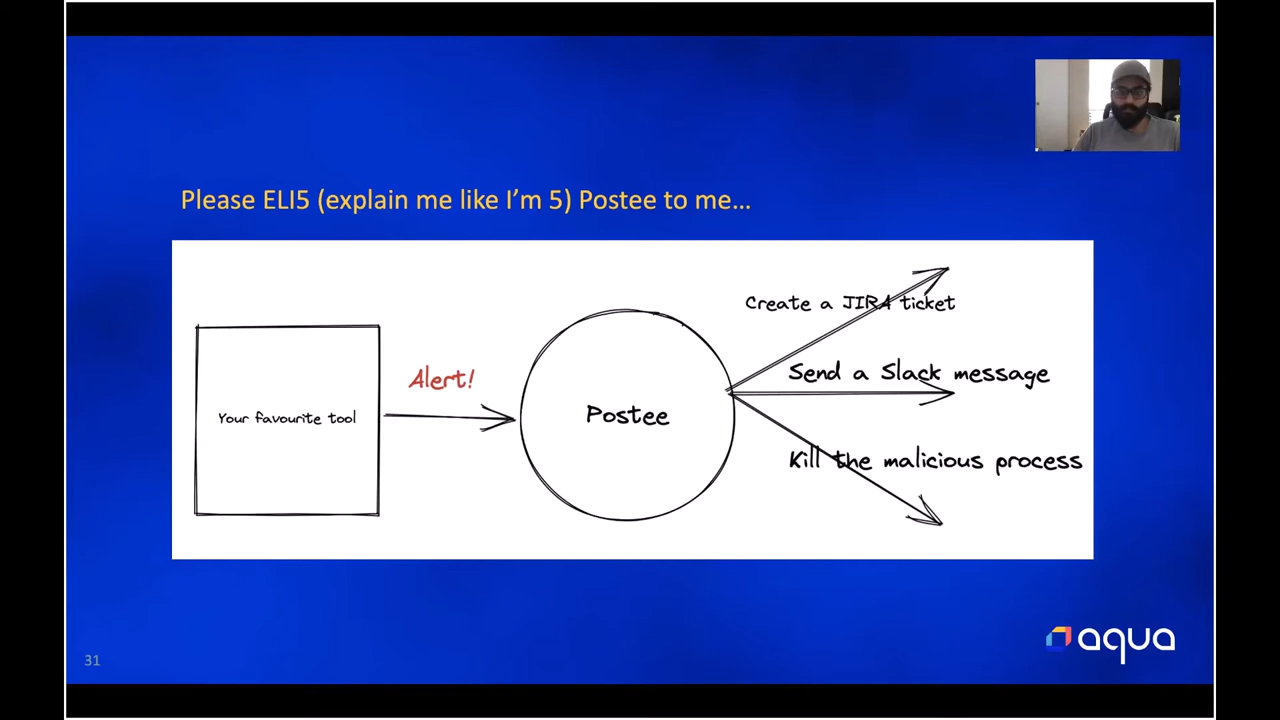 Please ELI5 (explain me like I’m 5) Postee to me...
Create a JIRA ticket
Alert!
Send a Slack message
Your favourite tool
Postee
Kill the malicious process
31
aqua